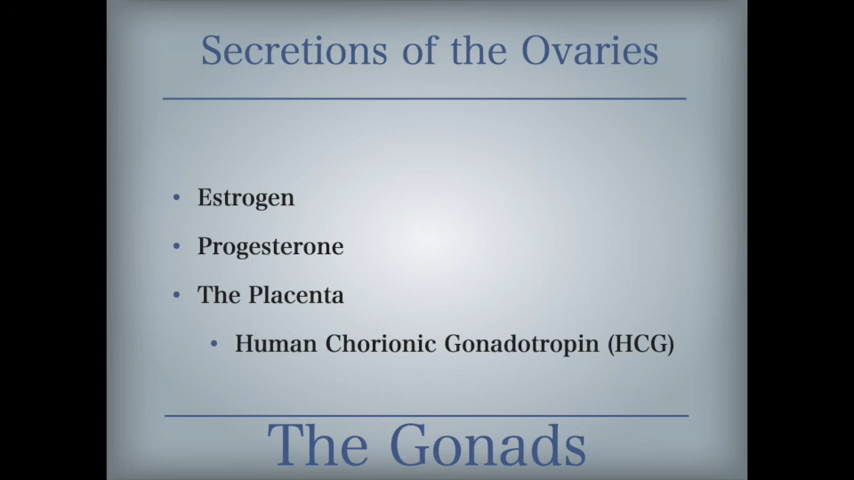 Secretions of the Ovaries
• Estrogen
• Progesterone
• The Placenta
• Human Chorionic Gonadotropin (HCG)
The Gonads